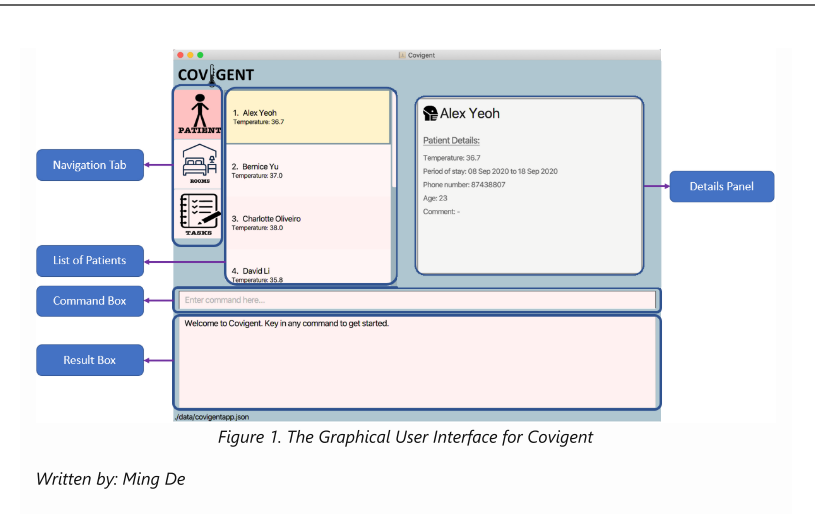 Covigent
COVIGENT
PATIENT
ROOMS
TASKS
1. Alex Yeoh
Temperature: 36.7
2. Bernice Yu
Temperature: 37.0
3. Charlotte Oliveiro
Temperature: 38.0
4. David Li
Temperature: 35.8
Alex Yeoh
Patient Details:
Temperature: 36.7
Period of stay: 08 Sep 2020 to 18 Sep 2020
Phone number: 87438807
Age: 23
Comment: -
Navigation Tab
Details Panel
List of Patients
Command Box
Enter command here...
Result Box
Welcome to Covigent. Key in any command to get started.
./data/covigentapp.json
Figure 1. The Graphical User Interface for Covigent
Written by: Ming De